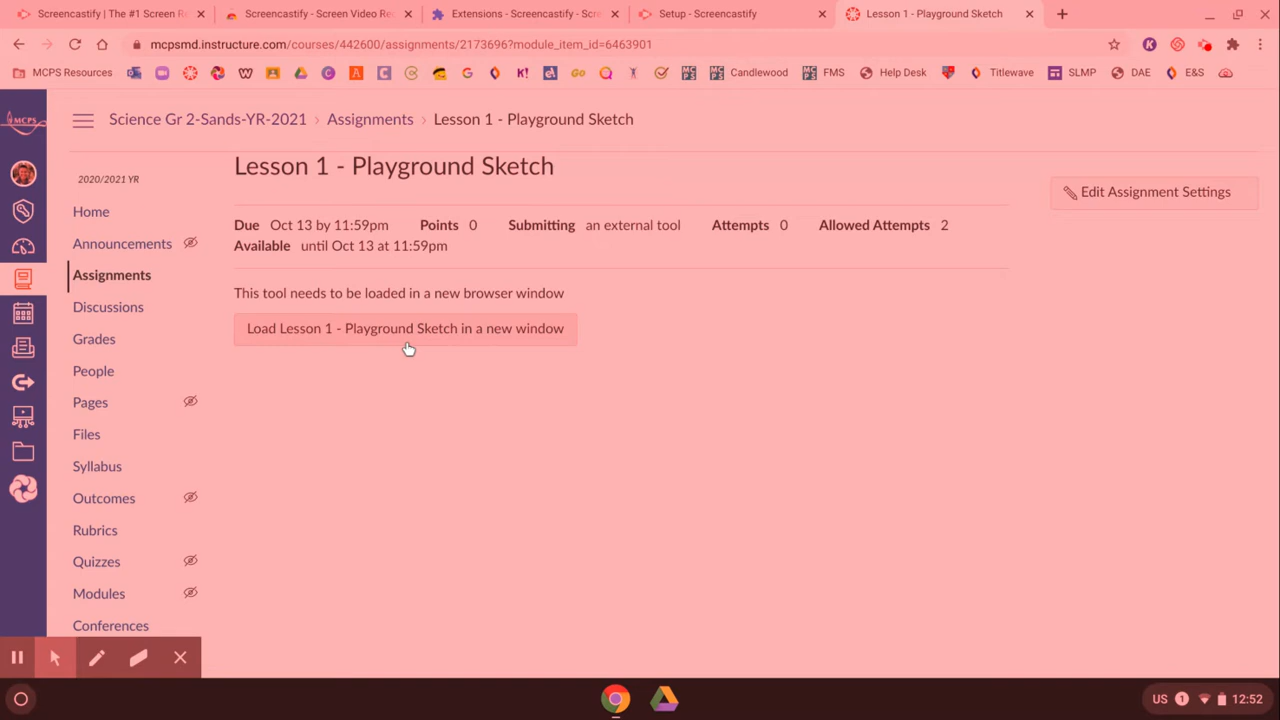 Screencastify | The #1 Screen Re
Screencastify - Screen Video Re
Extensions - Screencastify - Scre
Setup - Screencastify
Lesson 1 - Playground Sketch
mcpsmd.instructure.com/courses/442600/assignments/2173696?module_item_id=6463901
MCPS Resources
Candlewood
FMS
Help Desk
Titlewave
SLMP
DAE
E&S
MCPS
Science Gr 2-Sands-YR-2021 › Assignments › Lesson 1 - Playground Sketch
2020/2021 YR
Home
Announcements
Assignments
Discussions
Grades
People
Pages
Files
Syllabus
Outcomes
Rubrics
Quizzes
Modules
Conferences
Lesson 1 - Playground Sketch
Edit Assignment Settings
Due Oct 13 by 11:59pm Points 0 Submitting an external tool Attempts 0 Allowed Attempts 2
Available until Oct 13 at 11:59pm
This tool needs to be loaded in a new browser window
Load Lesson 1 - Playground Sketch in a new window
US 1 12:52